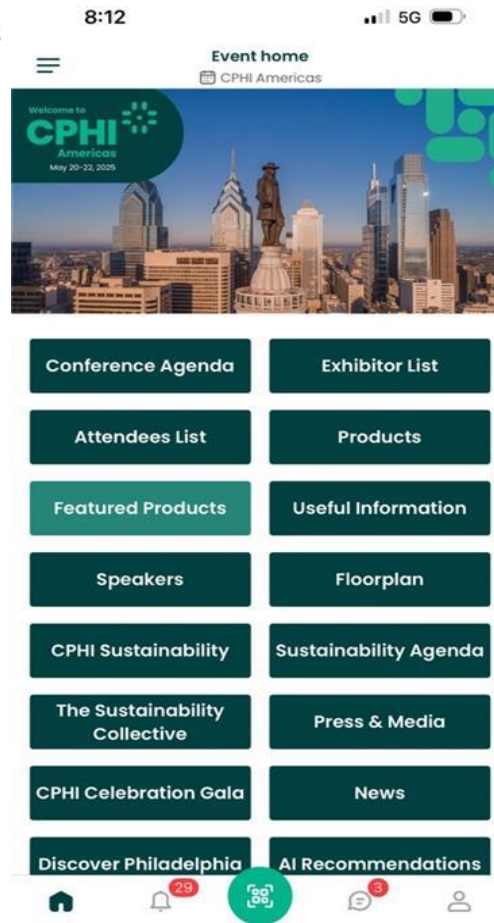 8:12
5G
Event home
CPHI Americas
Welcome to
CPHI
Americas
May 20-22, 2025
Conference Agenda
Exhibitor List
Attendees List
Products
Featured Products
Useful Information
Speakers
Floorplan
CPHI Sustainability
Sustainability Agenda
The Sustainability
Collective
Press & Media
CPHI Celebration Gala
News
Discover Philadelphia
AI Recommendations
29
3